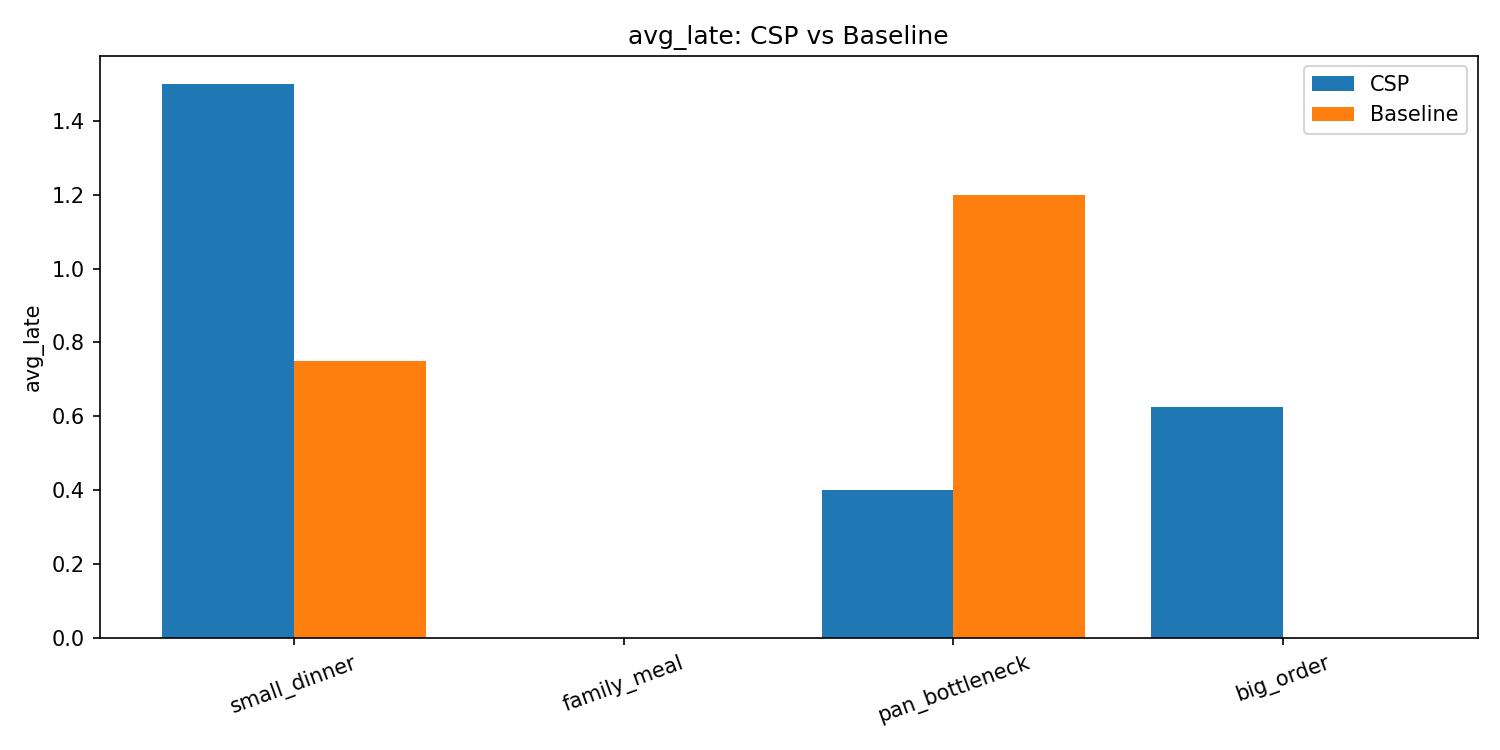 avg_late: CSP vs Baseline
CSP
Baseline
avg_late
1.4
1.2
1.0
0.8
0.6
0.4
0.2
0.0
small_dinner
family_meal
pan_bottleneck
big_order